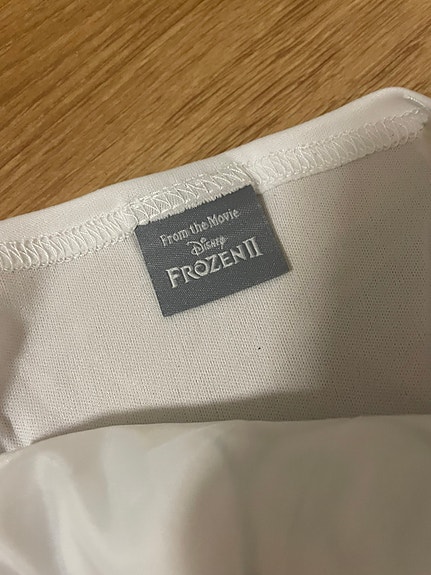 From the Movie
Disney
FROZEN II